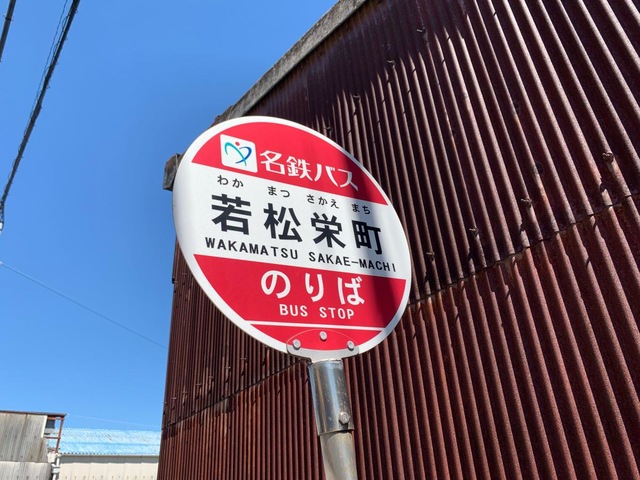 名鉄バス
わか まつ さかえ まち
若松栄町
WAKAMATSU SAKAE-MACHI
のりば
BUS STOP